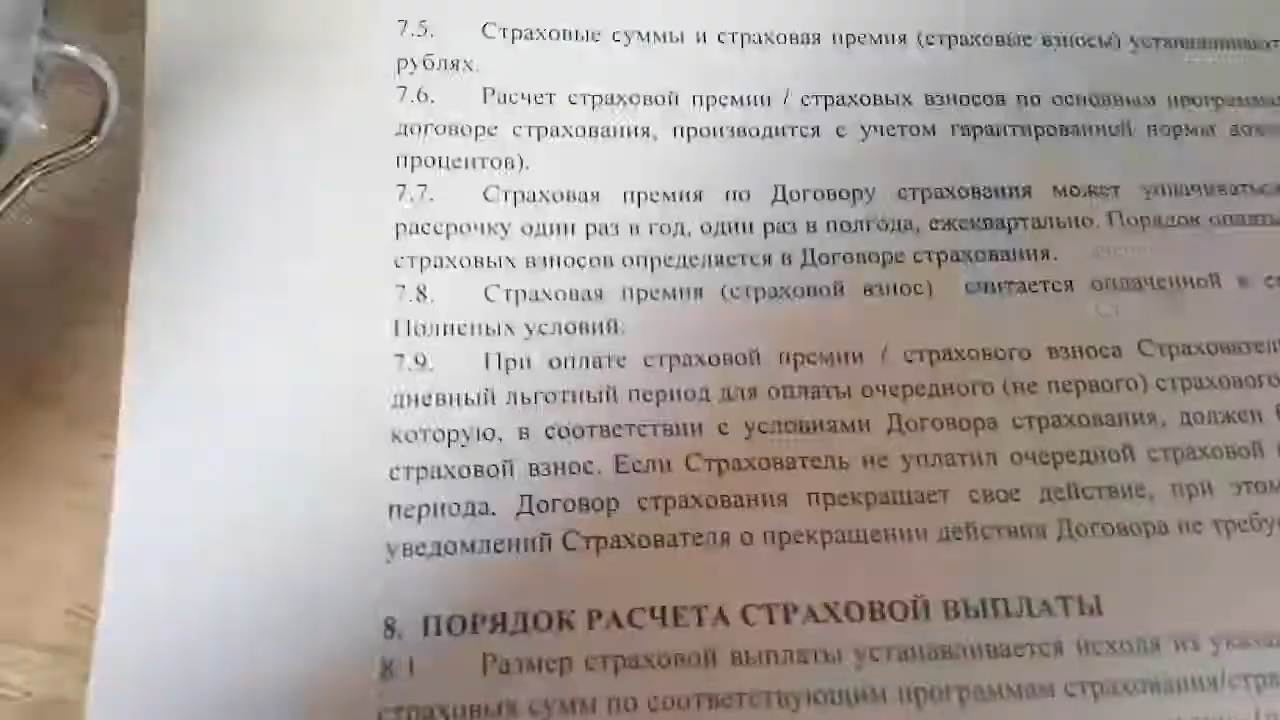 7.5. Страховые суммы и страховая премия (страховые взносы)
рублях.
7.6. Расчет страховой премии / страховых взносов по основным
договоре страхования, производится с учетом гарантированной нормы
процентов).
7.7. Страховая премия по Договору страхования может уплачиваться
рассрочку один раз в год, один раз в полгода, ежеквартально. Порядок оплаты
страховых взносов определяется в Договоре страхования.
7.8. Страховая премия (страховой взнос) считается оплаченной в
Полисных условий.
7.9. При оплате страховой премии / страхового взноса
дневный льготный период для оплаты очередного (не первого) страхового
которую, в соответствии с условиями Договора страхования, должен
страховой взнос. Если Страхователь не уплатил очередной страховой
периода, Договор страхования прекращает свое действие, при этом
уведомлений Страхователя о прекращении действия Договора не
8. ПОРЯДОК РАСЧЕТА СТРАХОВОЙ ВЫПЛАТЫ
8.1 Размер страховой выплаты устанавливается исходя из
страховых сумм по соответствующим программам